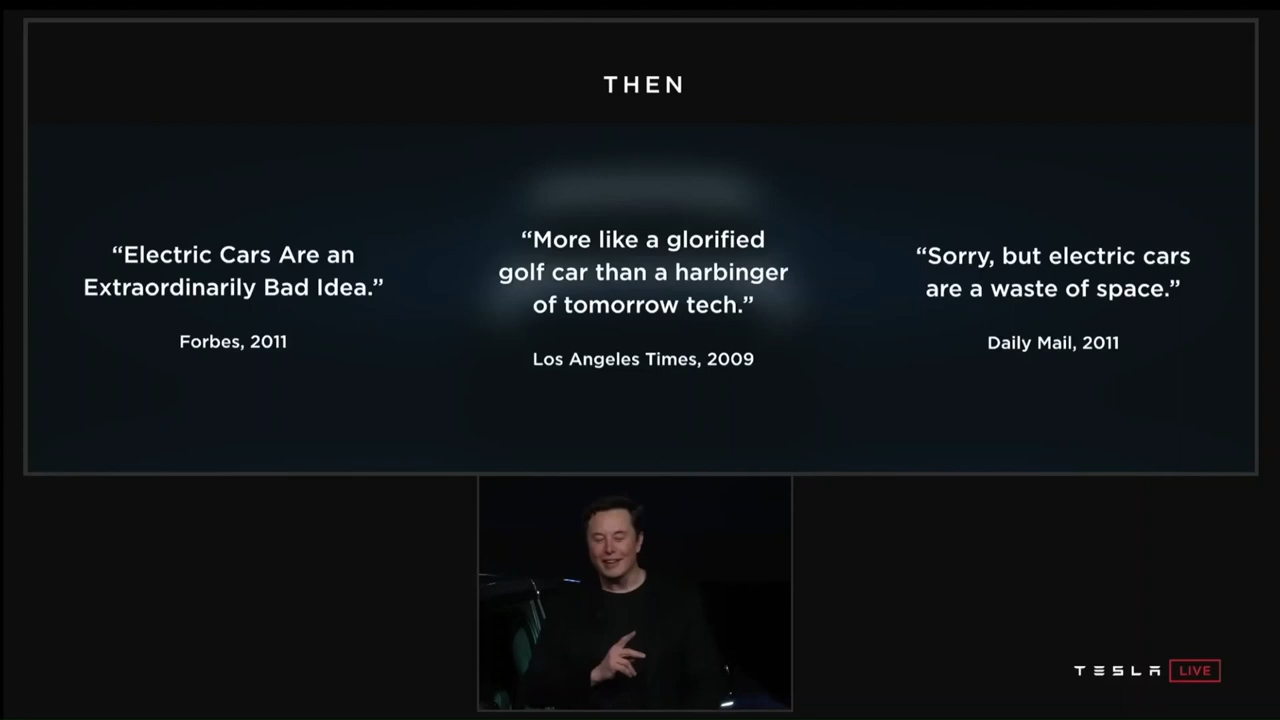 THEN
“Electric Cars Are an
Extraordinarily Bad Idea.”
Forbes, 2011
“More like a glorified
golf car than a harbinger
of tomorrow tech.”
Los Angeles Times, 2009
“Sorry, but electric cars
are a waste of space.”
Daily Mail, 2011
TESLA LIVE